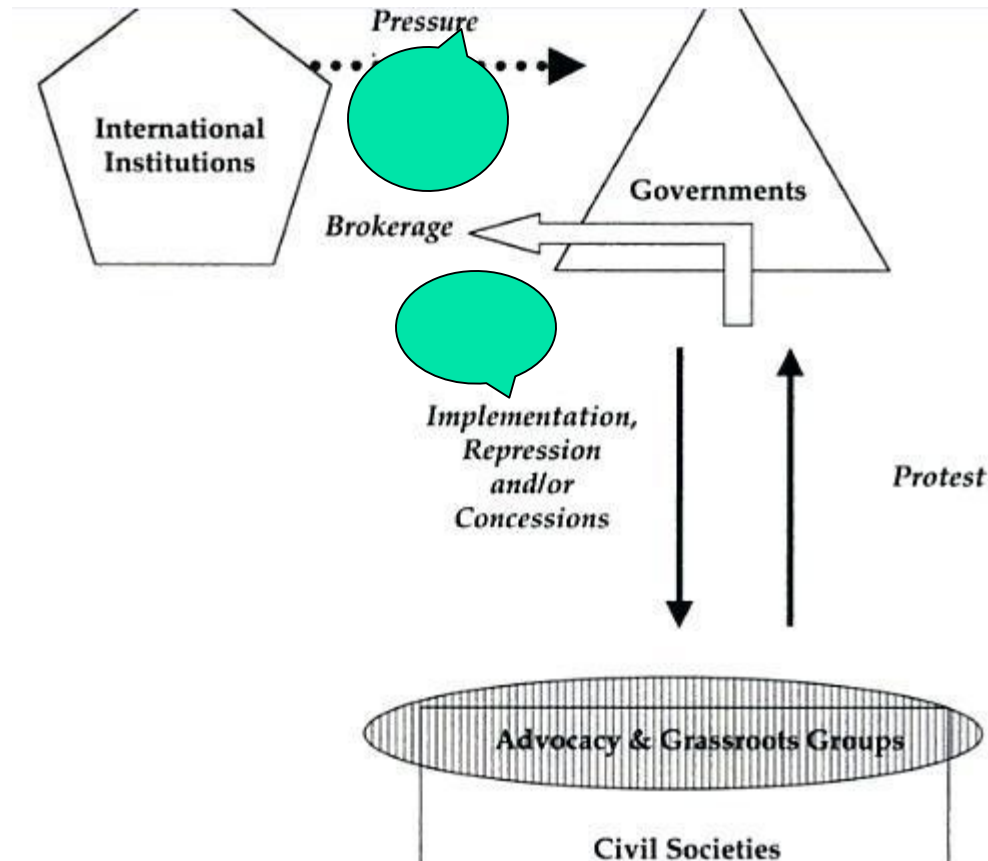 Pressure
International
Institutions
Governments
Brokerage
Implementation,
Repression
and/or
Concessions
Protest
Advocacy & Grassroots Groups
Civil Societies